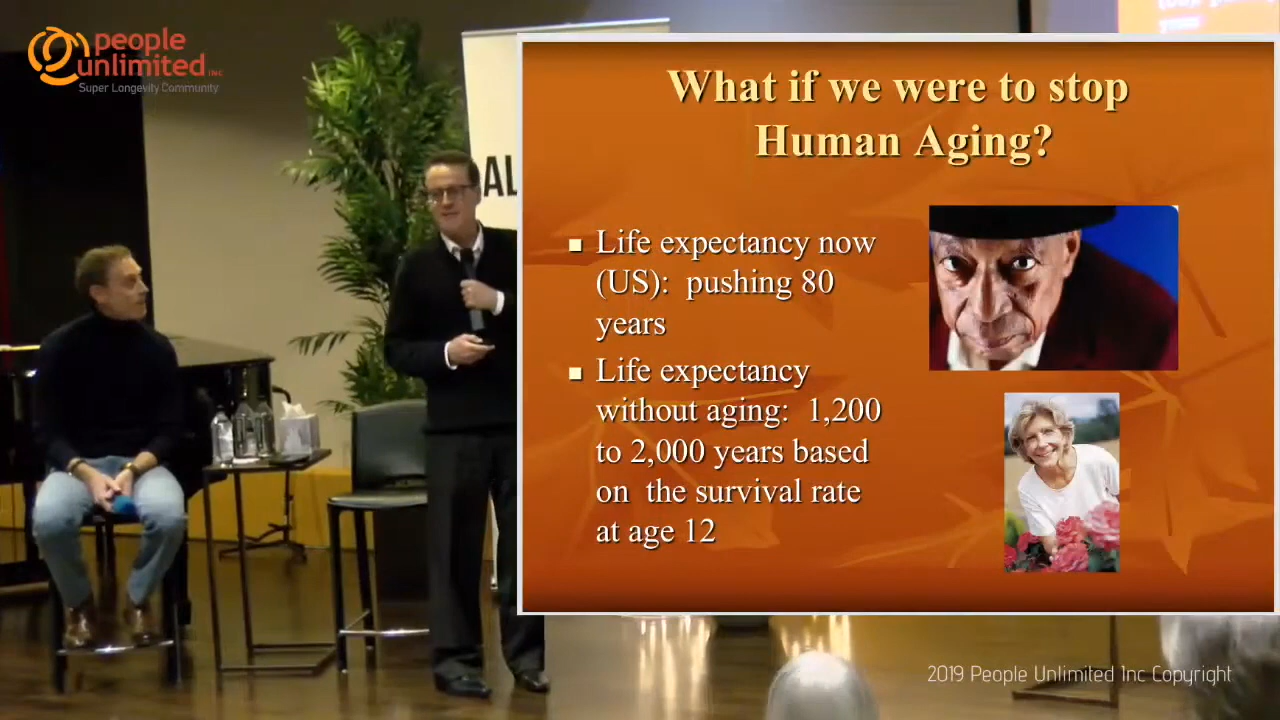 people
unlimited INC
Super Longevity Community
AL
What if we were to stop
Human Aging?
Life expectancy now
(US): pushing 80
years
Life expectancy
without aging: 1,200
to 2,000 years based
on the survival rate
at age 12
2019 People Unlimited Inc Copyright